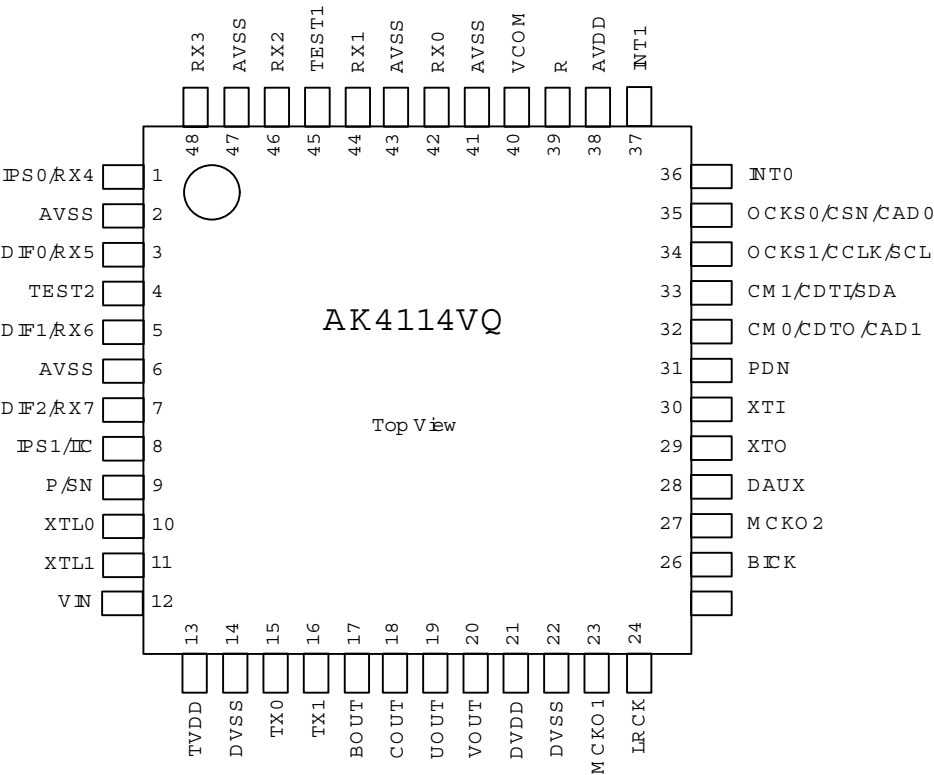 RX3
AVSS
RX2
TEST1
RX1
AVSS
RX0
AVSS
VCOM
R
AVDD
INT1
48
47
46
45
44
43
42
41
40
39
38
37
IPS0/RX4 1
AVSS 2
DIF0/RX5 3
TEST2 4
DIF1/RX6 5
AVSS 6
DIF2/RX7 7
IPS1/IIC 8
P/SN 9
XTL0 10
XTL1 11
VIN 12
AK4114VQ
Top View
36 INT0
35 OCKS0/CSN/CAD0
34 OCKS1/CCLK/SCL
33 CM1/CDTI/SDA
32 CM0/CDTO/CAD1
31 PDN
30 XTI
29 XTO
28 DAUX
27 MCKO2
26 BICK
13
14
15
16
17
18
19
20
21
22
23
24
TVDD
DVSS
TX0
TX1
BOUT
COUT
UOUT
VOUT
DVDD
DVSS
MCKO1
LRCK